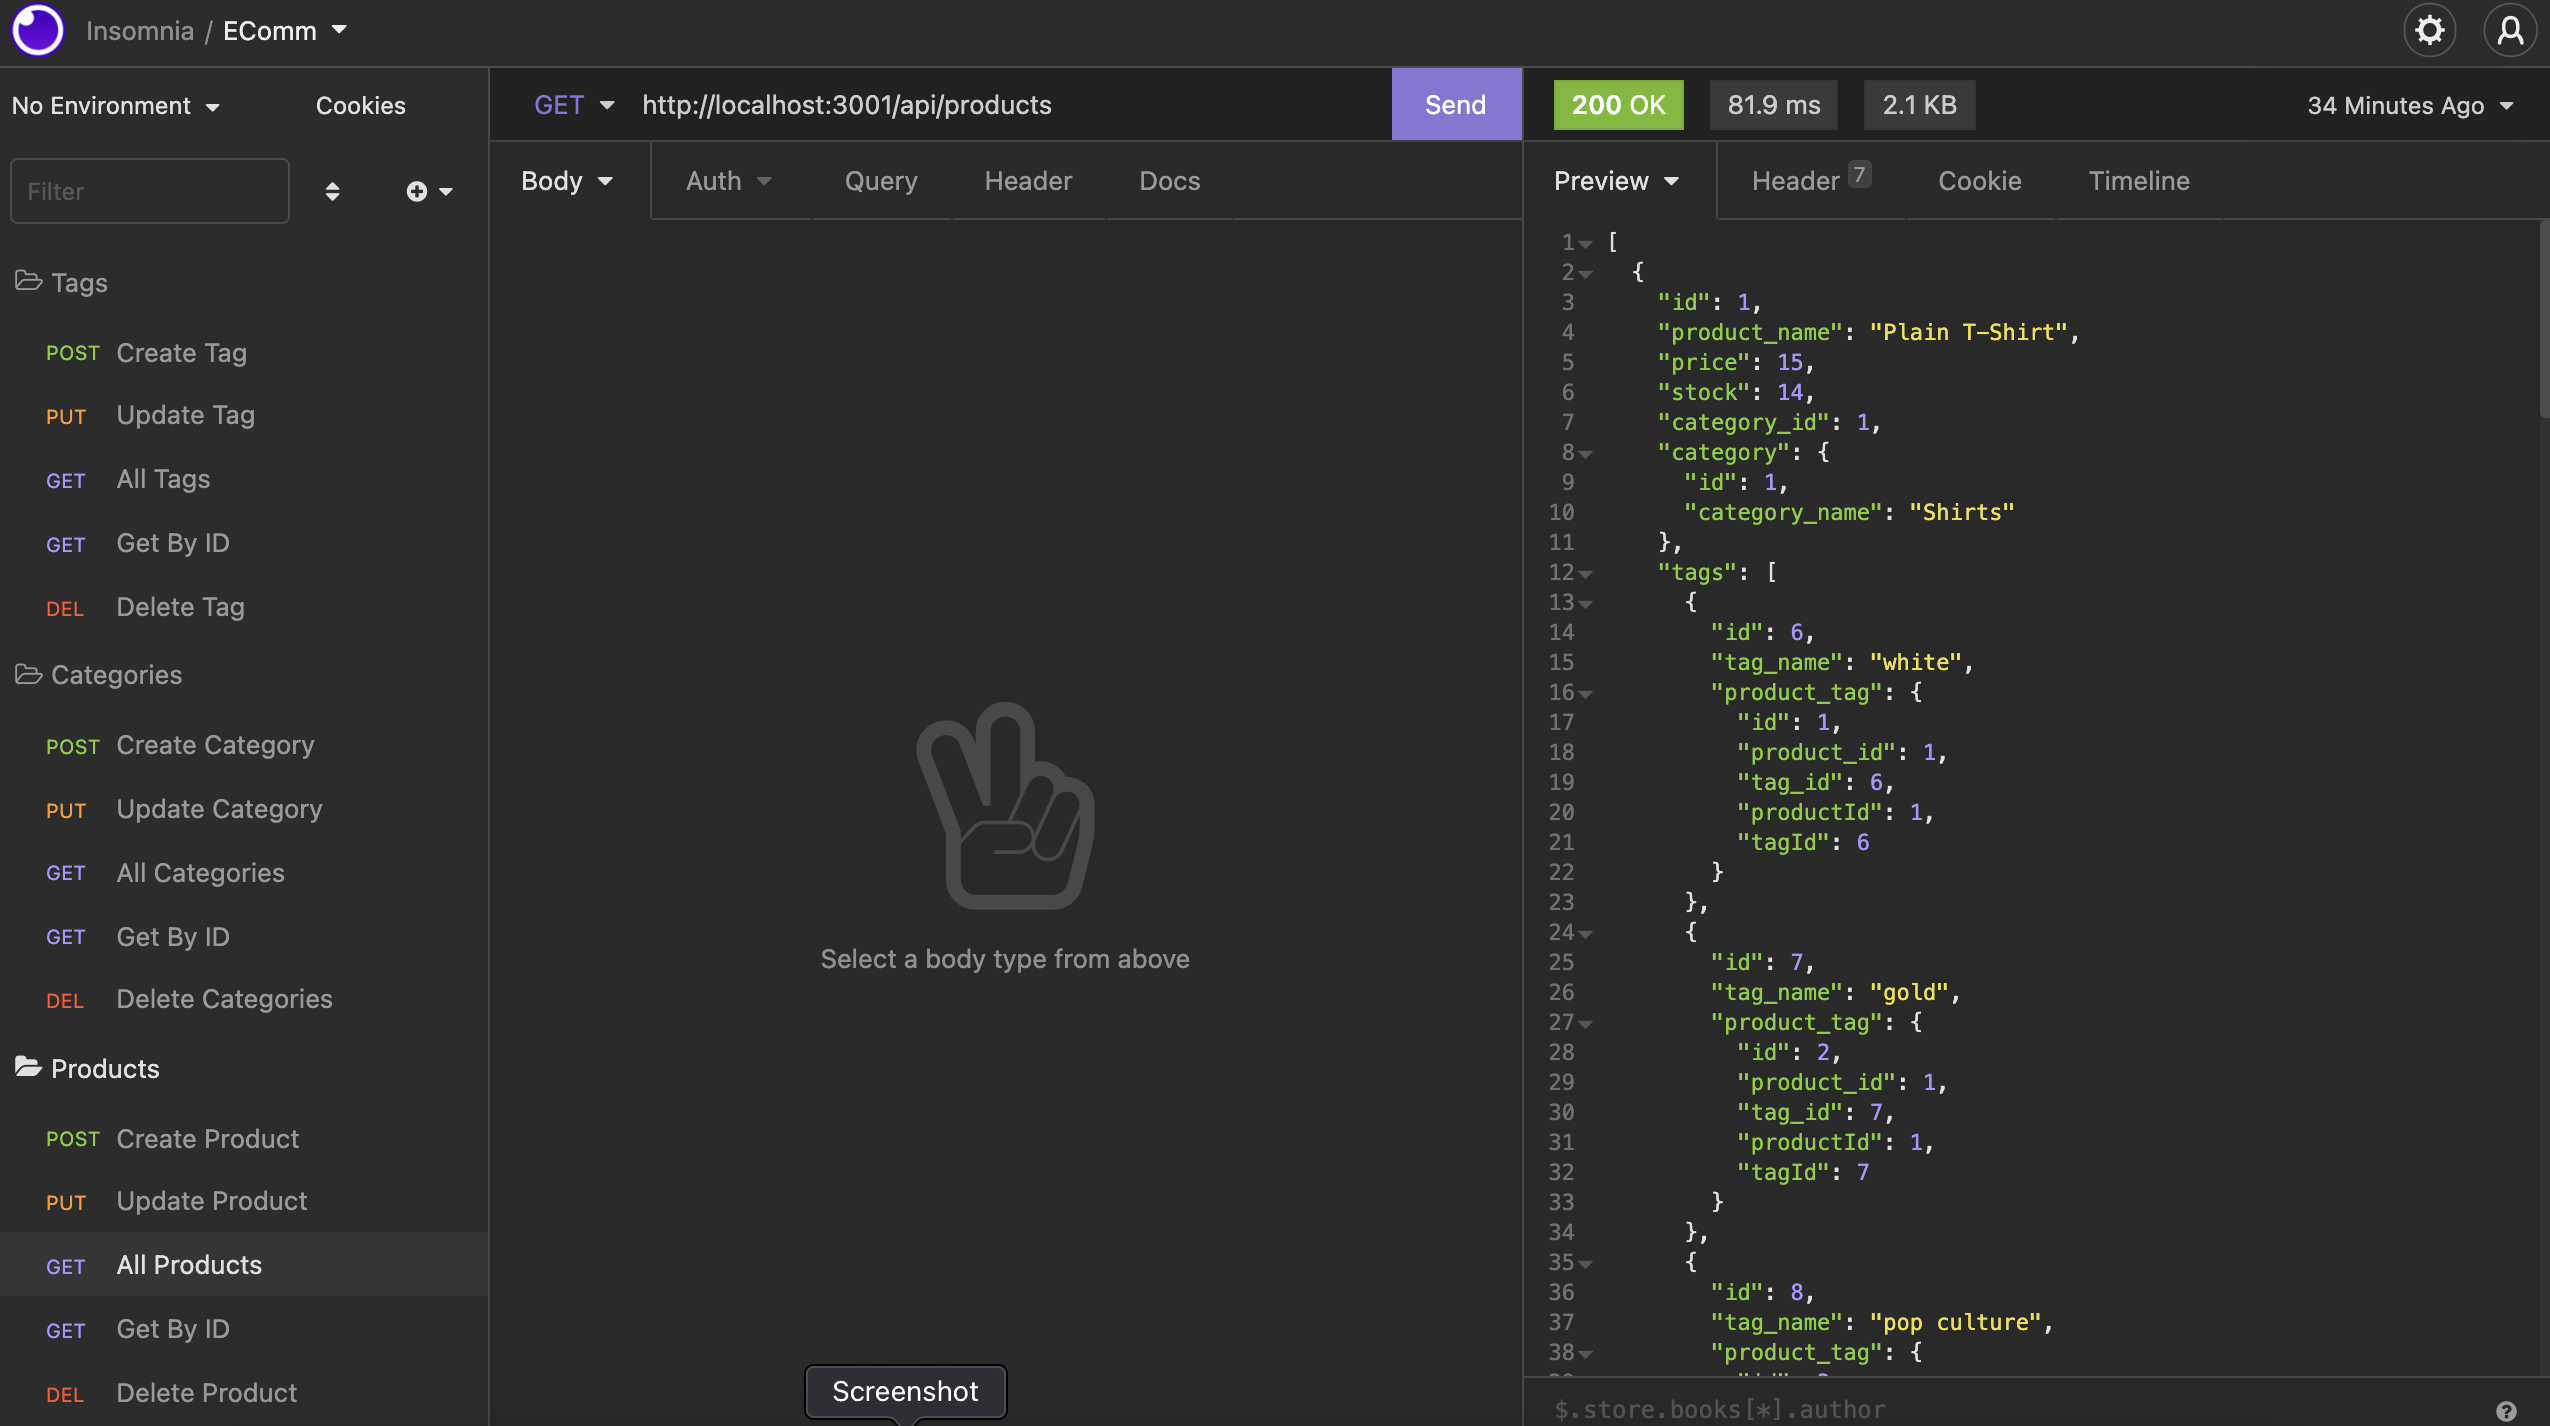 Insomnia / EComm
No Environment
Cookies
Filter
Tags
POST Create Tag
PUT Update Tag
GET All Tags
GET Get By ID
DEL Delete Tag
Categories
POST Create Category
PUT Update Category
GET All Categories
GET Get By ID
DEL Delete Categories
Products
POST Create Product
PUT Update Product
GET All Products
GET Get By ID
DEL Delete Product
GET http://localhost:3001/api/products Send
Body Auth Query Header Docs
Select a body type from above
Screenshot
200 OK 81.9 ms 2.1 KB 34 Minutes Ago
Preview Header 7 Cookie Timeline
1 [
2 {
3 "id": 1,
4 "product_name": "Plain T-Shirt",
5 "price": 15,
6 "stock": 14,
7 "category_id": 1,
8 "category": {
9 "id": 1,
10 "category_name": "Shirts"
11 },
12 "tags": [
13 {
14 "id": 6,
15 "tag_name": "white",
16 "product_tag": {
17 "id": 1,
18 "product_id": 1,
19 "tag_id": 6,
20 "productId": 1,
21 "tagId": 6
22 }
23 },
24 {
25 "id": 7,
26 "tag_name": "gold",
27 "product_tag": {
28 "id": 2,
29 "product_id": 1,
30 "tag_id": 7,
31 "productId": 1,
32 "tagId": 7
33 }
34 },
35 {
36 "id": 8,
37 "tag_name": "pop culture",
38 "product_tag": {
$.store.books[*].author